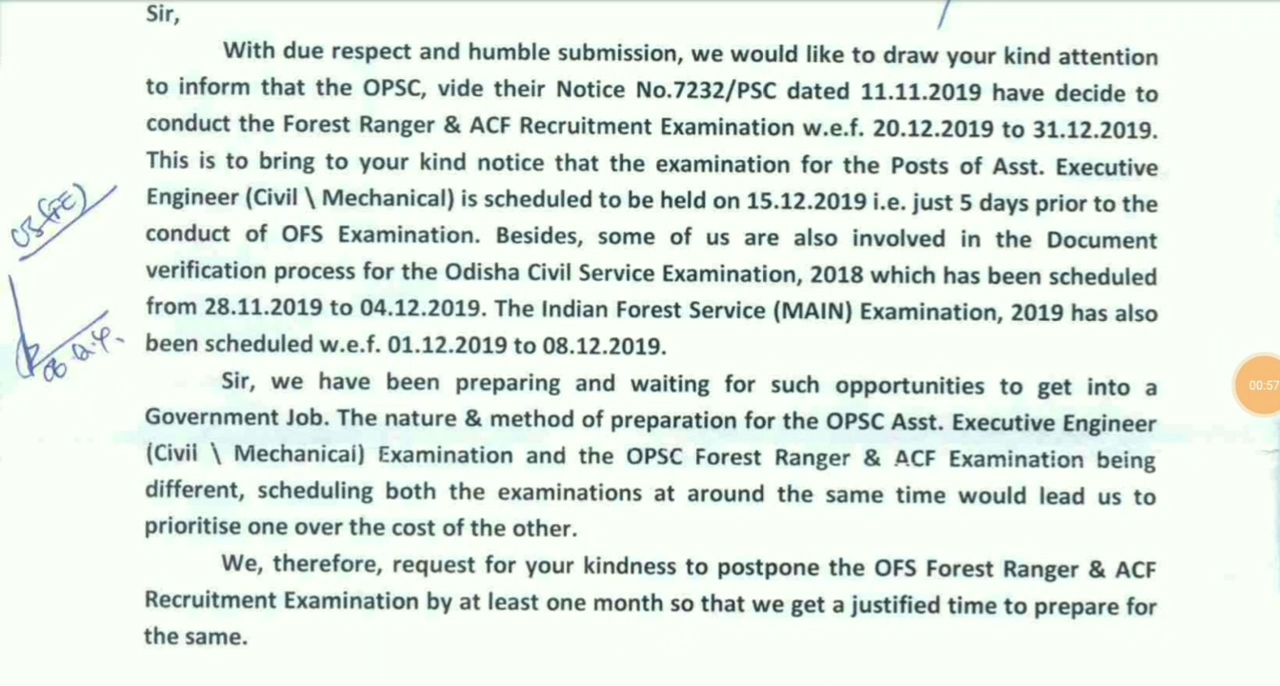 Sir,
With due respect and humble submission, we would like to draw your kind attention
to inform that the OPSC, vide their Notice No.7232/PSC dated 11.11.2019 have decide to
conduct the Forest Ranger & ACF Recruitment Examination w.e.f. 20.12.2019 to 31.12.2019.
This is to bring to your kind notice that the examination for the Posts of Asst. Executive
Engineer (Civil \ Mechanical) is scheduled to be held on 15.12.2019 i.e. just 5 days prior to the
conduct of OFS Examination. Besides, some of us are also involved in the Document
verification process for the Odisha Civil Service Examination, 2018 which has been scheduled
from 28.11.2019 to 04.12.2019. The Indian Forest Service (MAIN) Examination, 2019 has also
been scheduled w.e.f. 01.12.2019 to 08.12.2019.
Sir, we have been preparing and waiting for such opportunities to get into a
Government Job. The nature & method of preparation for the OPSC Asst. Executive Engineer
(Civil \ Mechanical) Examination and the OPSC Forest Ranger & ACF Examination being
different, scheduling both the examinations at around the same time would lead us to
prioritise one over the cost of the other.
We, therefore, request for your kindness to postpone the OFS Forest Ranger & ACF
Recruitment Examination by at least one month so that we get a justified time to prepare for
the same.
00:57